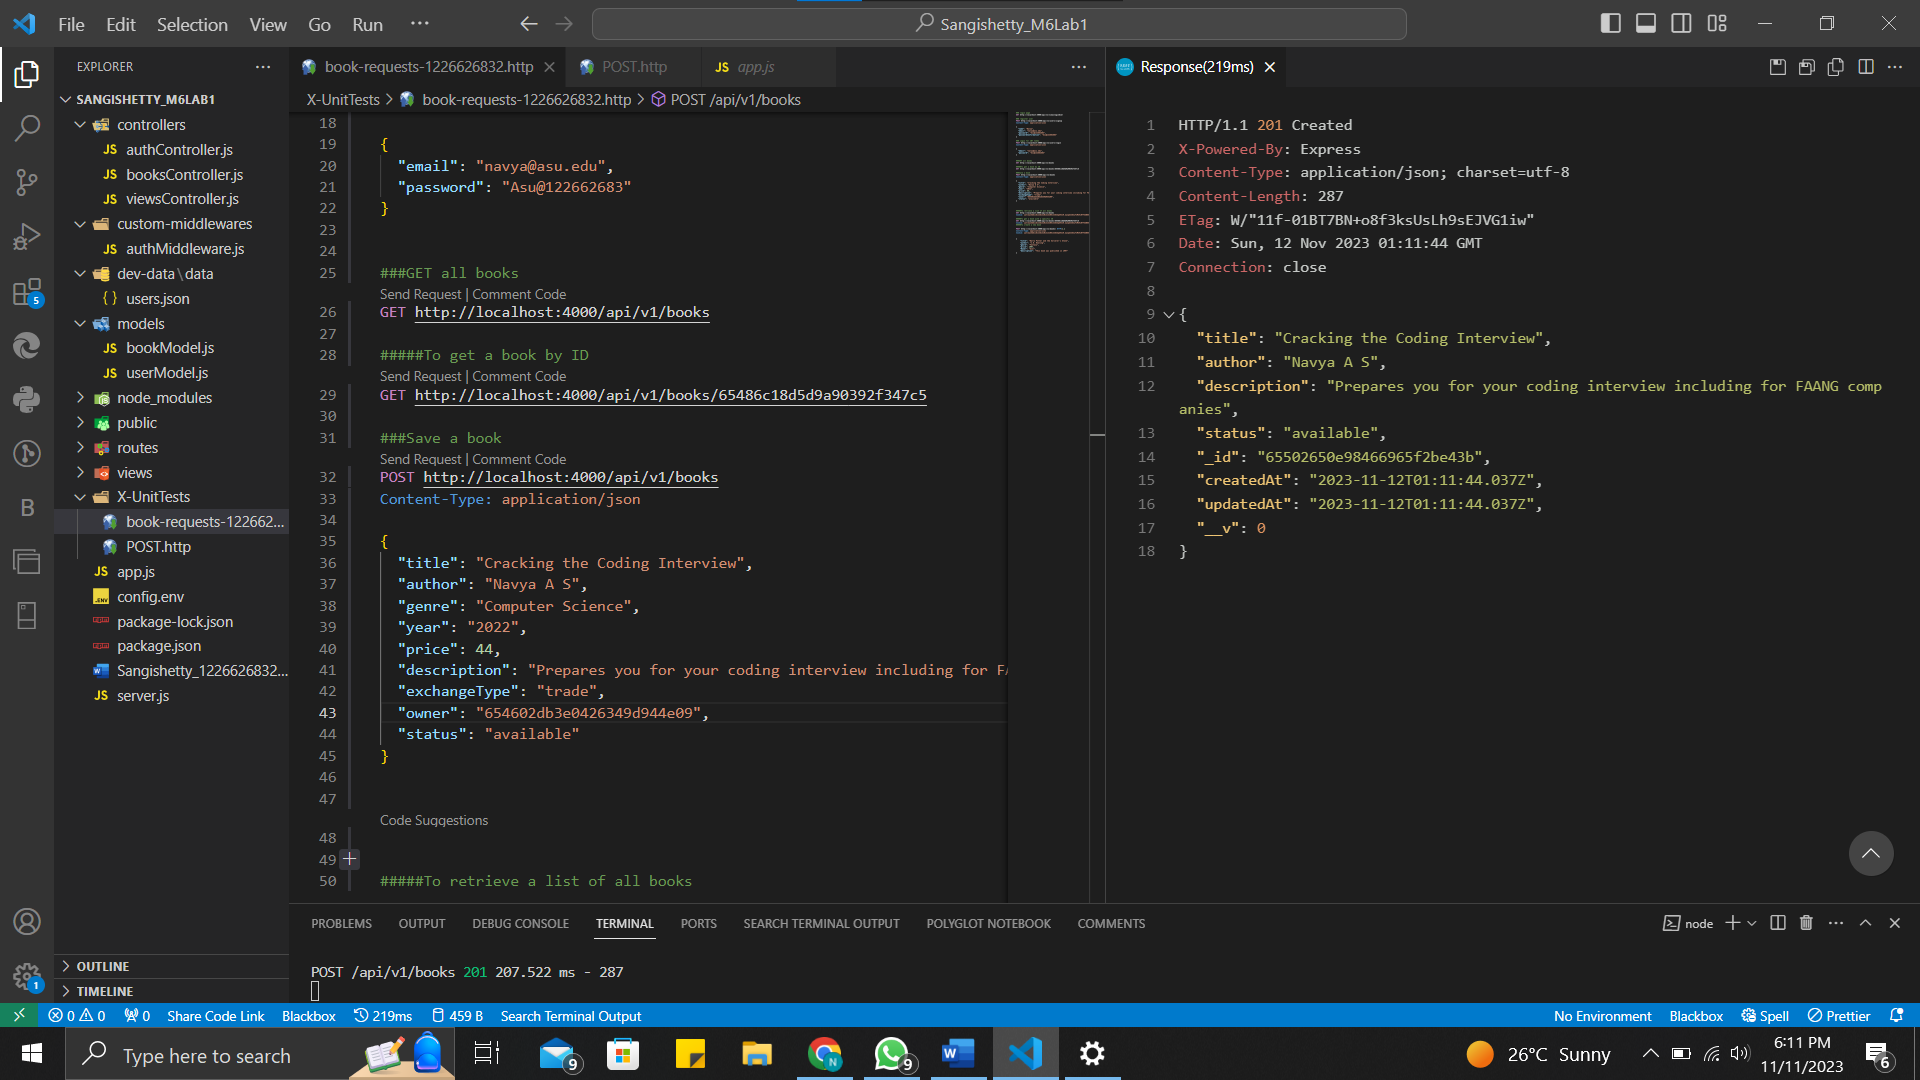 File Edit Selection View Go Run ···
Sangishetty_M6Lab1
EXPLORER
SANGISHETTY_M6LAB1
controllers
JS authController.js
JS booksController.js
JS viewsController.js
custom-middlewares
JS authMiddleware.js
dev-data\data
{} users.json
models
JS bookModel.js
JS userModel.js
node_modules
public
routes
views
X-UnitTests
book-requests-122662...
POST.http
JS app.js
config.env
package-lock.json
package.json
Sangishetty_1226626832...
JS server.js
OUTLINE
TIMELINE
book-requests-1226626832.http POST.http JS app.js
X-UnitTests > book-requests-1226626832.http > POST /api/v1/books
18
19 {
20 "email": "navya@asu.edu",
21 "password": "Asu@122662683"
22 }
23
24
25 ###GET all books
Send Request | Comment Code
26 GET http://localhost:4000/api/v1/books
27
28 #####To get a book by ID
Send Request | Comment Code
29 GET http://localhost:4000/api/v1/books/65486c18d5d9a90392f347c5
30
31 ###Save a book
Send Request | Comment Code
32 POST http://localhost:4000/api/v1/books
33 Content-Type: application/json
34
35 {
36 "title": "Cracking the Coding Interview",
37 "author": "Navya A S",
38 "genre": "Computer Science",
39 "year": "2022",
40 "price": 44,
41 "description": "Prepares you for your coding interview including for FA
42 "exchangeType": "trade",
43 "owner": "654602db3e0426349d944e09",
44 "status": "available"
45 }
46
47
Code Suggestions
48
49
50 #####To retrieve a list of all books
Response(219ms)
1 HTTP/1.1 201 Created
2 X-Powered-By: Express
3 Content-Type: application/json; charset=utf-8
4 Content-Length: 287
5 ETag: W/"11f-01BT7BN+o8f3ksUsLh9sEJVG1iw"
6 Date: Sun, 12 Nov 2023 01:11:44 GMT
7 Connection: close
8
9 {
10 "title": "Cracking the Coding Interview",
11 "author": "Navya A S",
12 "description": "Prepares you for your coding interview including for FAANG comp
anies",
13 "status": "available",
14 "_id": "65502650e98466965f2be43b",
15 "createdAt": "2023-11-12T01:11:44.037Z",
16 "updatedAt": "2023-11-12T01:11:44.037Z",
17 "__v": 0
18 }
PROBLEMS OUTPUT DEBUG CONSOLE TERMINAL PORTS SEARCH TERMINAL OUTPUT POLYGLOT NOTEBOOK COMMENTS
node
POST /api/v1/books 201 207.522 ms - 287
5
B
1
0 0 0 Share Code Link Blackbox 219ms 459 B Search Terminal Output
No Environment Blackbox Spell Prettier
Type here to search
9
N
9
26°C Sunny
6:11 PM
11/11/2023
6